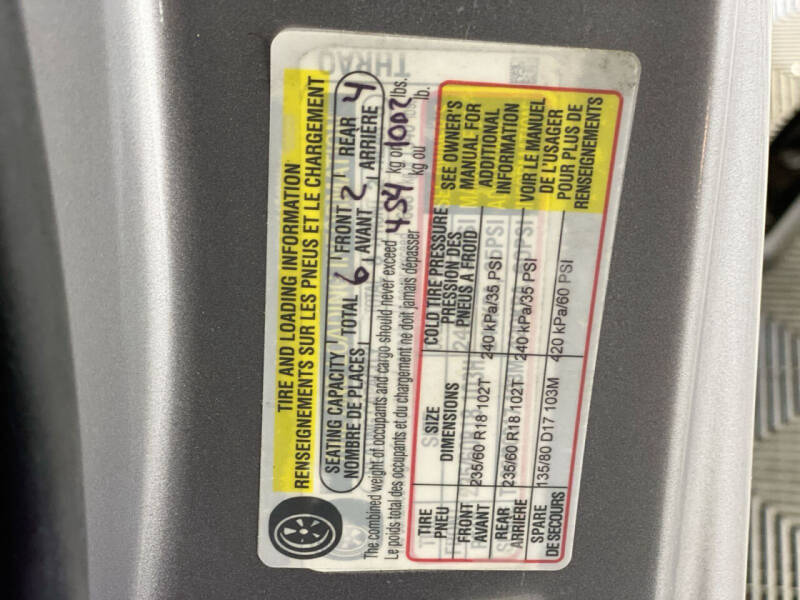 TIRE AND LOADING INFORMATION
RENSEIGNEMENTS SUR LES PNEUS ET LE CHARGEMENT
SEATING CAPACITY
NOMBRE DE PLACES
TOTAL 6
FRONT
AVANT 2
REAR
ARRIÈRE 4
The combined weight of occupants and cargo should never exceed 454 kg or 1002 lbs.
Le poids total des occupants et du chargement ne doit jamais dépasser kg ou lb.
TIRE
PNEU
SIZE
DIMENSIONS
COLD TIRE PRESSURE
PRESSION DES
PNEUS A FROID
SEE OWNER'S
MANUAL FOR
ADDITIONAL
INFORMATION
VOIR LE MANUEL
DE L'USAGER
POUR PLUS DE
RENSEIGNEMENTS
FRONT
AVANT
235/60 R18 102T
240 kPa/35 PSI
REAR
ARRIERE
235/60 R18 102T
240 kPa/35 PSI
SPARE
DE SECOURS
135/80 D17 103M
420 kPa/60 PSI